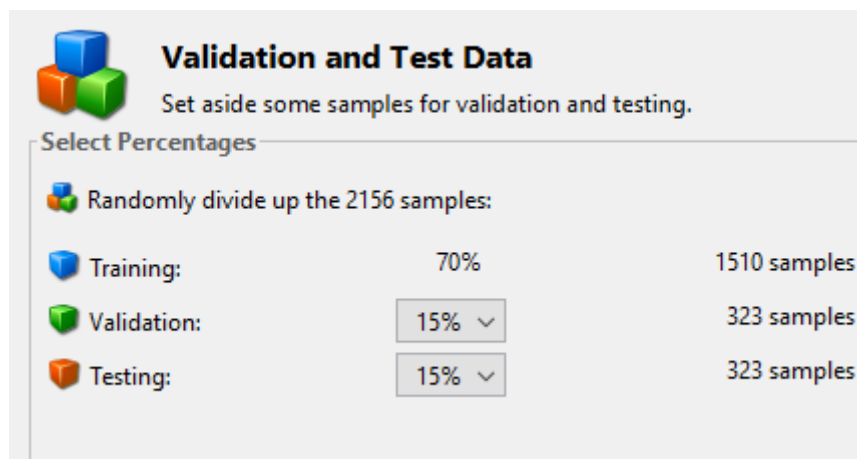 Validation and Test Data
Set aside some samples for validation and testing.
Select Percentages
Randomly divide up the 2156 samples:
Training: 70% 1510 samples
Validation: 15% 323 samples
Testing: 15% 323 samples